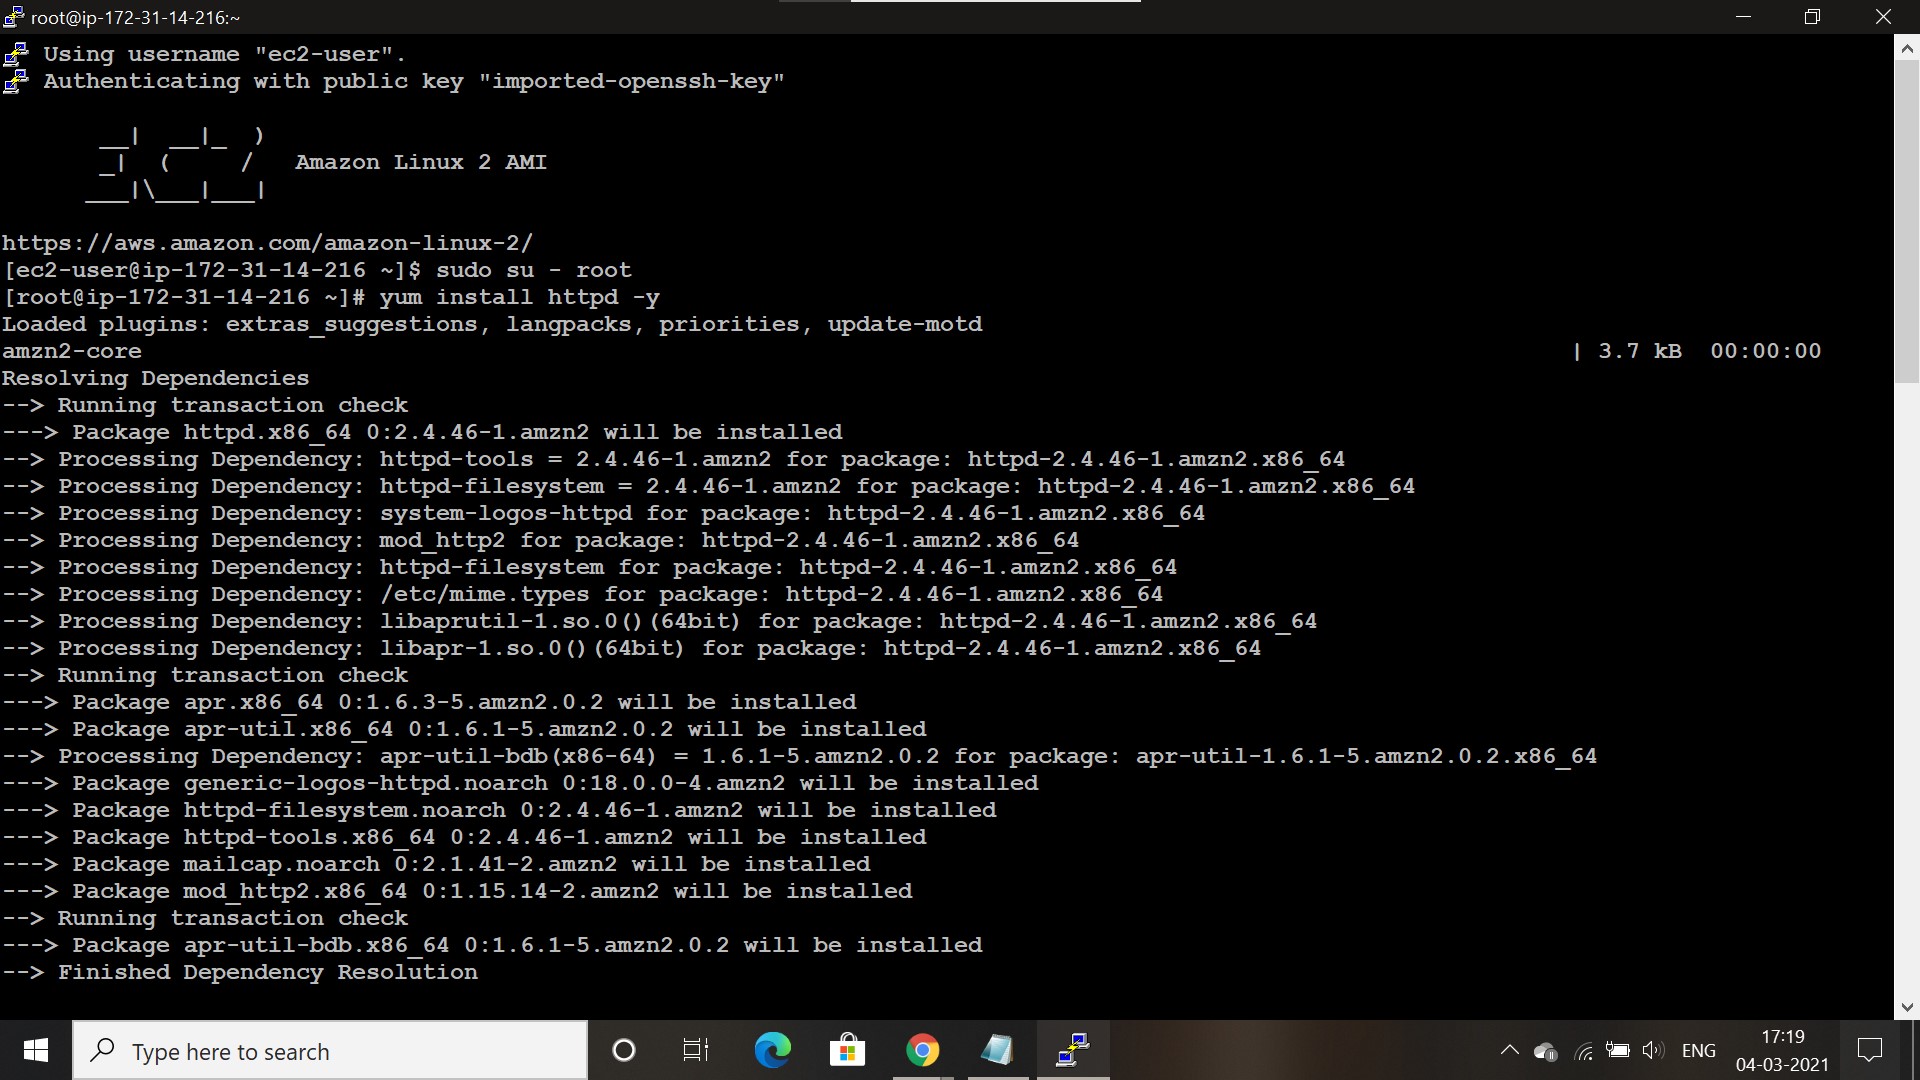 root@ip-172-31-14-216:~
Using username "ec2-user".
Authenticating with public key "imported-openssh-key"
__|  __|_  )
_|  (     /   Amazon Linux 2 AMI
___|\___|___|
https://aws.amazon.com/amazon-linux-2/
[ec2-user@ip-172-31-14-216 ~]$ sudo su - root
[root@ip-172-31-14-216 ~]# yum install httpd -y
Loaded plugins: extras_suggestions, langpacks, priorities, update-motd
amzn2-core | 3.7 kB 00:00:00
Resolving Dependencies
--> Running transaction check
---> Package httpd.x86_64 0:2.4.46-1.amzn2 will be installed
--> Processing Dependency: httpd-tools = 2.4.46-1.amzn2 for package: httpd-2.4.46-1.amzn2.x86_64
--> Processing Dependency: httpd-filesystem = 2.4.46-1.amzn2 for package: httpd-2.4.46-1.amzn2.x86_64
--> Processing Dependency: system-logos-httpd for package: httpd-2.4.46-1.amzn2.x86_64
--> Processing Dependency: mod_http2 for package: httpd-2.4.46-1.amzn2.x86_64
--> Processing Dependency: httpd-filesystem for package: httpd-2.4.46-1.amzn2.x86_64
--> Processing Dependency: /etc/mime.types for package: httpd-2.4.46-1.amzn2.x86_64
--> Processing Dependency: libaprutil-1.so.0()(64bit) for package: httpd-2.4.46-1.amzn2.x86_64
--> Processing Dependency: libapr-1.so.0()(64bit) for package: httpd-2.4.46-1.amzn2.x86_64
--> Running transaction check
---> Package apr.x86_64 0:1.6.3-5.amzn2.0.2 will be installed
---> Package apr-util.x86_64 0:1.6.1-5.amzn2.0.2 will be installed
--> Processing Dependency: apr-util-bdb(x86-64) = 1.6.1-5.amzn2.0.2 for package: apr-util-1.6.1-5.amzn2.0.2.x86_64
---> Package generic-logos-httpd.noarch 0:18.0.0-4.amzn2 will be installed
---> Package httpd-filesystem.noarch 0:2.4.46-1.amzn2 will be installed
---> Package httpd-tools.x86_64 0:2.4.46-1.amzn2 will be installed
---> Package mailcap.noarch 0:2.1.41-2.amzn2 will be installed
---> Package mod_http2.x86_64 0:1.15.14-2.amzn2 will be installed
--> Running transaction check
---> Package apr-util-bdb.x86_64 0:1.6.1-5.amzn2.0.2 will be installed
--> Finished Dependency Resolution
Type here to search
ENG
17:19
04-03-2021